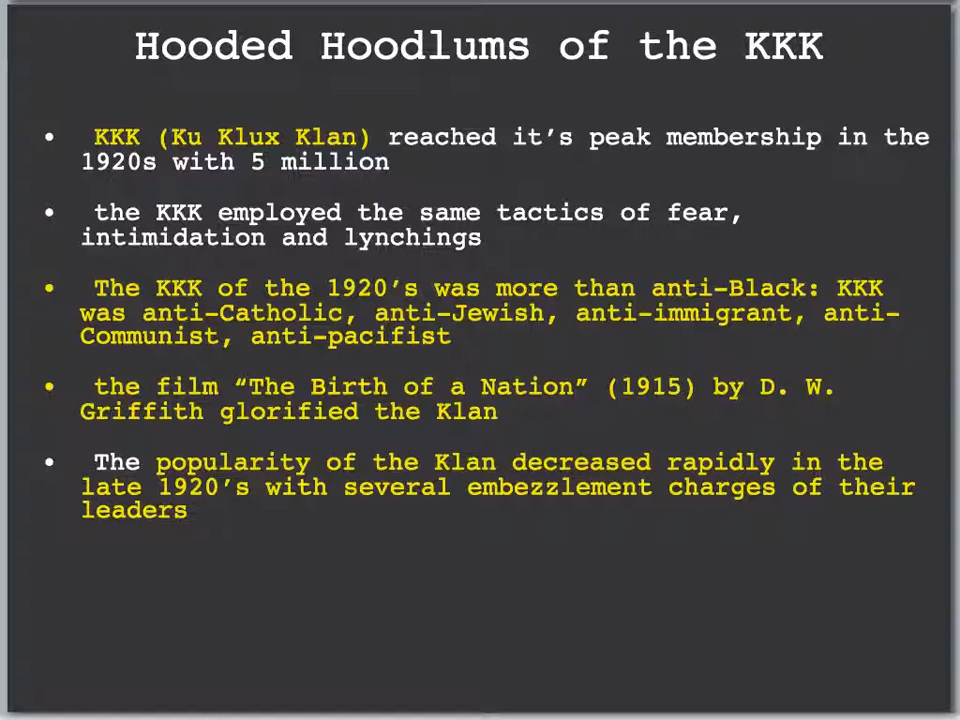 Hooded Hoodlums of the KKK
• KKK (Ku Klux Klan) reached it’s peak membership in the
1920s with 5 million
• the KKK employed the same tactics of fear,
intimidation and lynchings
• The KKK of the 1920’s was more than anti-Black: KKK
was anti-Catholic, anti-Jewish, anti-immigrant, anti-
Communist, anti-pacifist
• the film “The Birth of a Nation” (1915) by D. W.
Griffith glorified the Klan
• The popularity of the Klan decreased rapidly in the
late 1920’s with several embezzlement charges of their
leaders